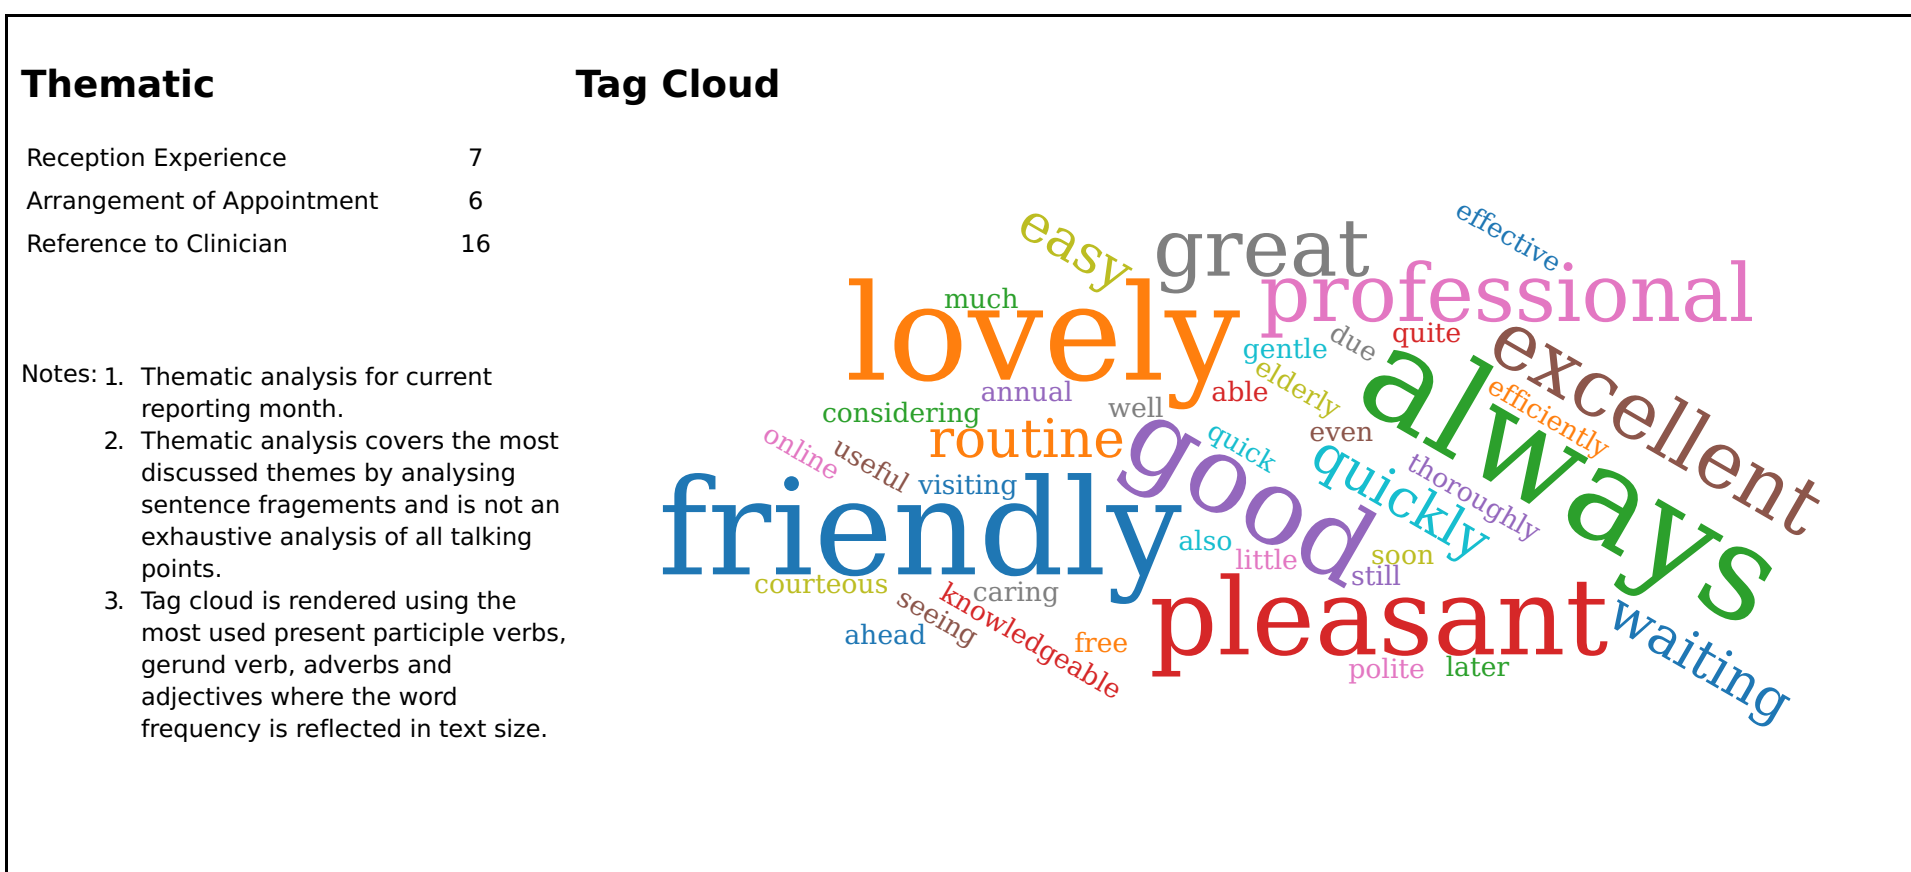 Thematic
Tag Cloud
Reception Experience 7
Arrangement of Appointment 6
Reference to Clinician 16
Notes:
1. Thematic analysis for current
reporting month.
2. Thematic analysis covers the most
discussed themes by analysing
sentence fragements and is not an
exhaustive analysis of all talking
points.
3. Tag cloud is rendered using the
most used present participle verbs,
gerund verb, adverbs and
adjectives where the word
frequency is reflected in text size.
effective
easy
great
professional
much
lovely
due
quite
gentle
excellent
elderly
always
annual
able
efficiently
well
considering
routine
good
even
quick
online
useful
quickly
thoroughly
visiting
friendly
also
little
soon
still
courteous
caring
seeing
knowledgeable
pleasant
waiting
ahead
free
polite
later